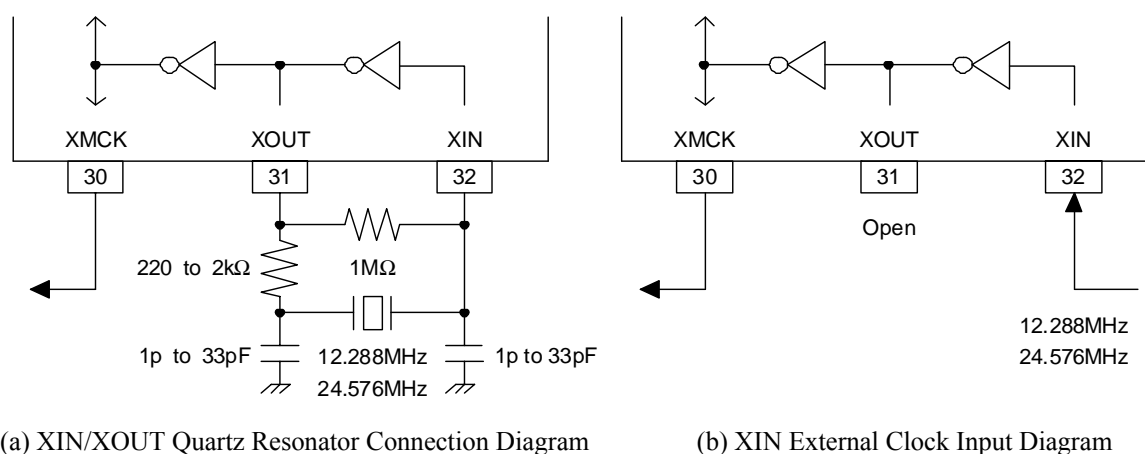 XMCK XOUT XIN
30 31 32
220 to 2kΩ 1MΩ
1p to 33pF 12.288MHz 1p to 33pF
24.576MHz
(a) XIN/XOUT Quartz Resonator Connection Diagram
XMCK XOUT XIN
30 31 32
Open
12.288MHz
24.576MHz
(b) XIN External Clock Input Diagram